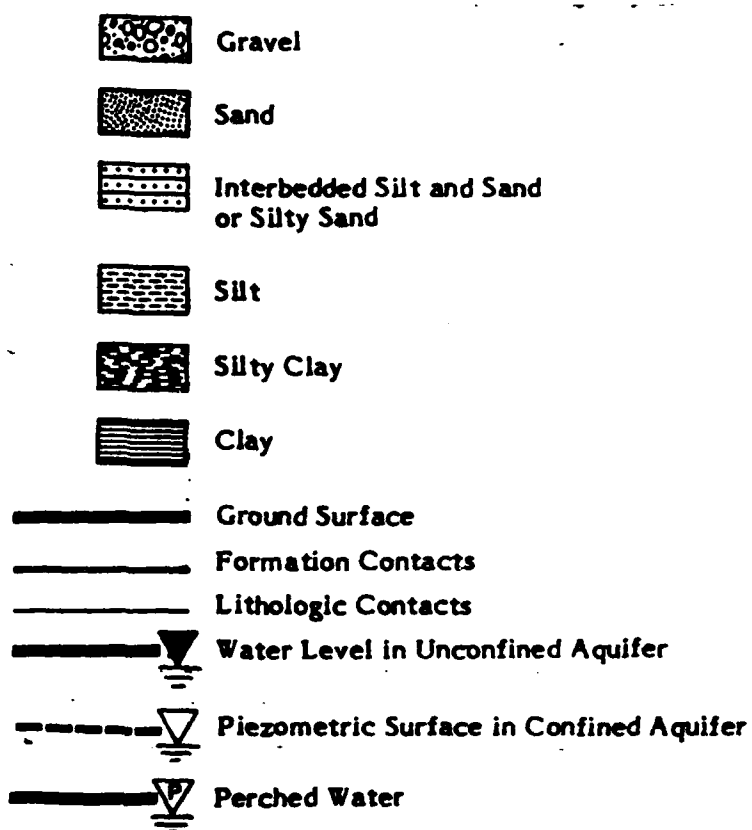 Gravel
Sand
Interbedded Silt and Sand
or Silty Sand
Silt
Silty Clay
Clay
Ground Surface
Formation Contacts
Lithologic Contacts
Water Level in Unconfined Aquifer
Piezometric Surface in Confined Aquifer
P Perched Water